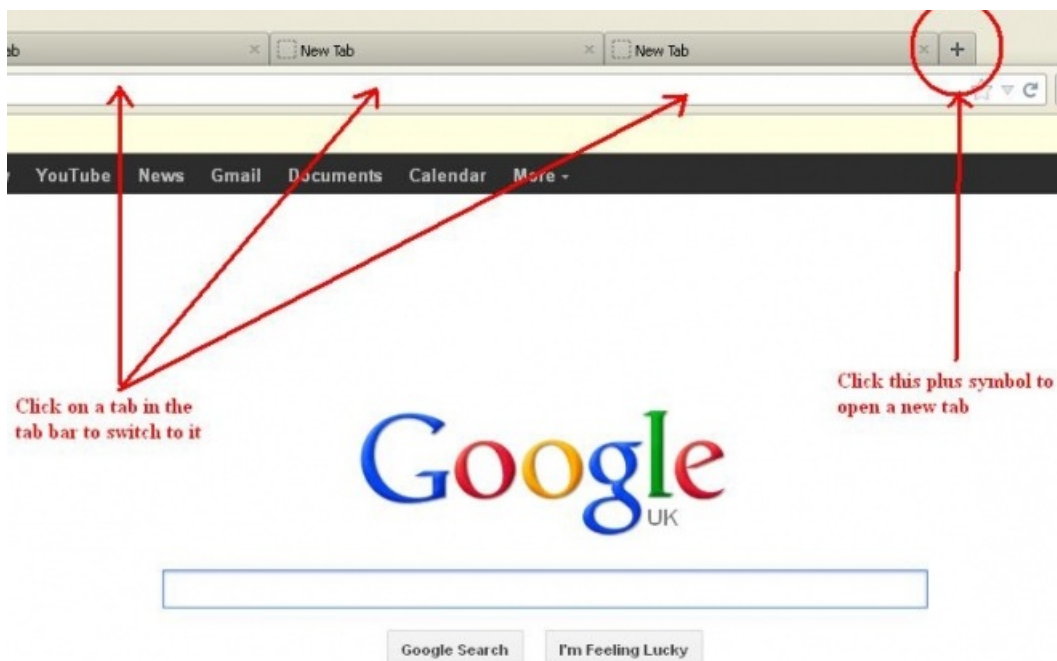 ab
New Tab
New Tab
YouTube News Gmail Documents Calendar More
Click on a tab in the
tab bar to switch to it
Click this plus symbol to
open a new tab
Google
UK
Google Search
I'm Feeling Lucky